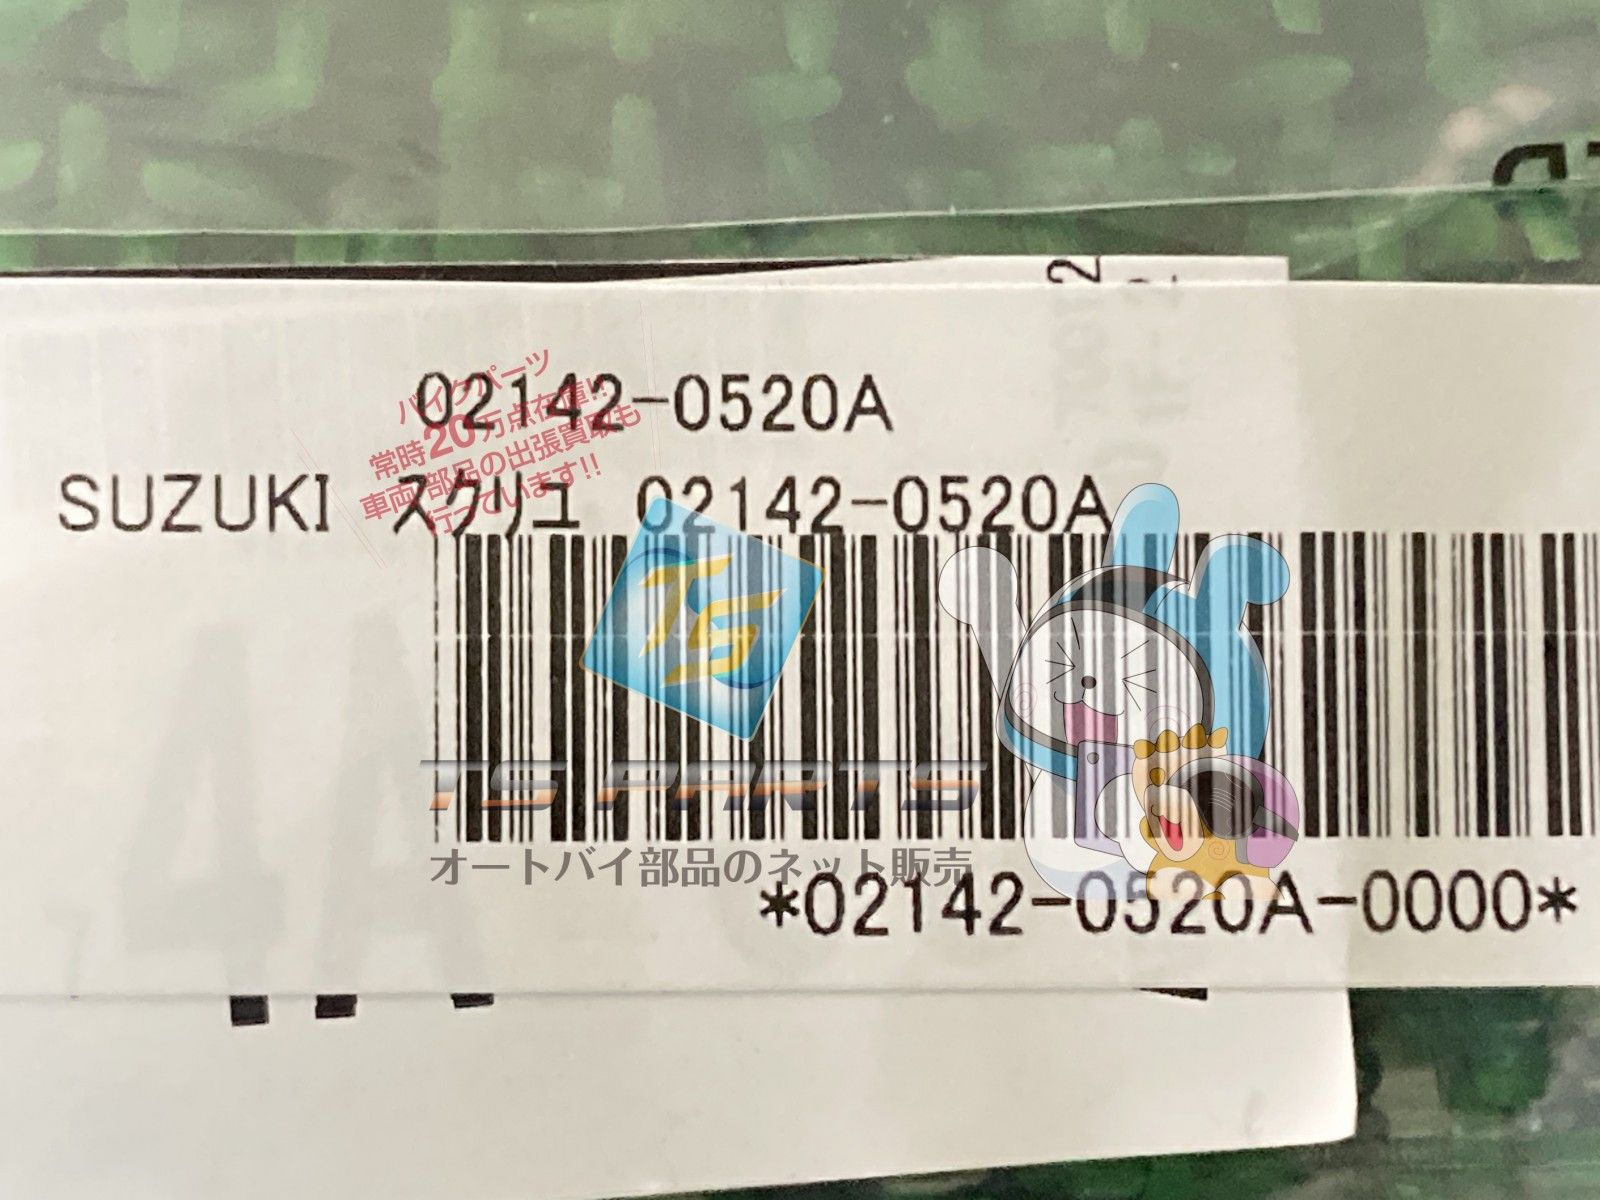 02142-0520A
バイクパーツ
常時20万点在庫!!
車両・部品の出張買取も
行っています!!
SUZUKI スクリユ 02142-0520A
TS
TS PARTS
オートバイ部品のネット販売
*02142-0520A-0000*